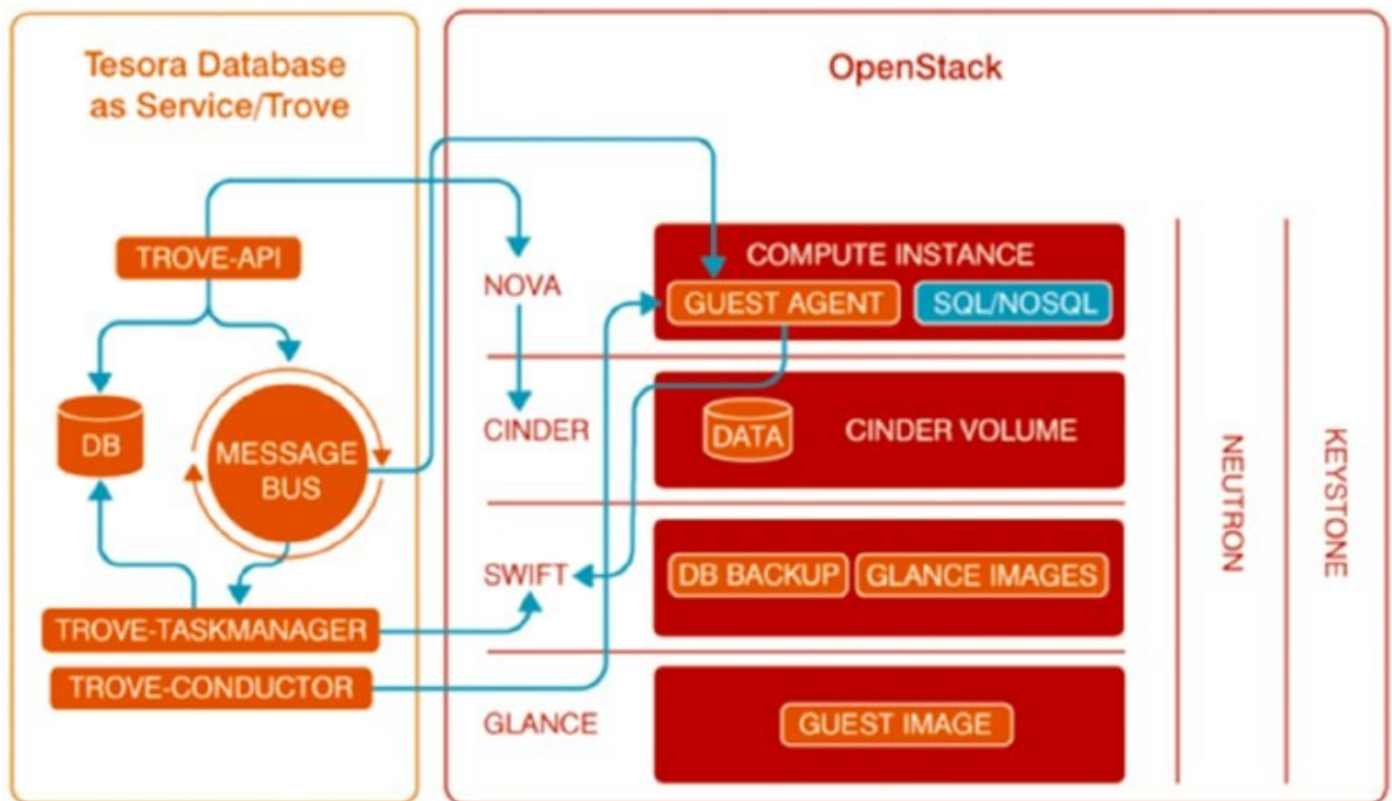 Tesora Database
as Service/Trove
OpenStack
TROVE-API
DB
MESSAGE
BUS
TROVE-TASKMANAGER
TROVE-CONDUCTOR
NOVA
COMPUTE INSTANCE
GUEST AGENT
SQL/NOSQL
CINDER
DATA
CINDER VOLUME
SWIFT
DB BACKUP
GLANCE IMAGES
GLANCE
GUEST IMAGE
NEUTRON
KEYSTONE